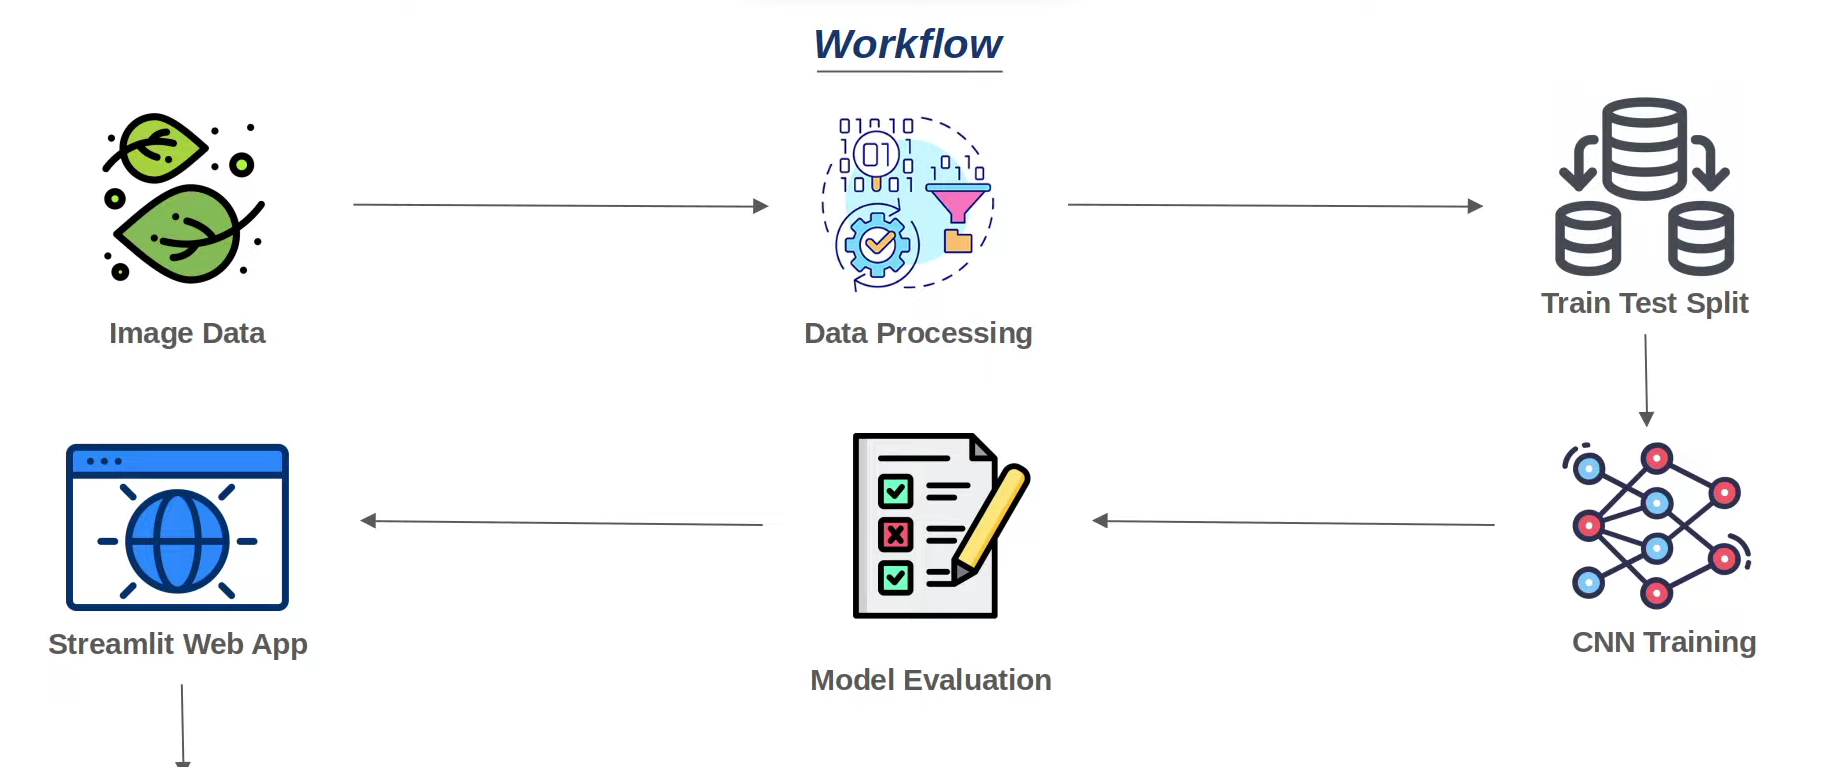 Workflow
Image Data
Data Processing
Train Test Split
Streamlit Web App
Model Evaluation
CNN Training